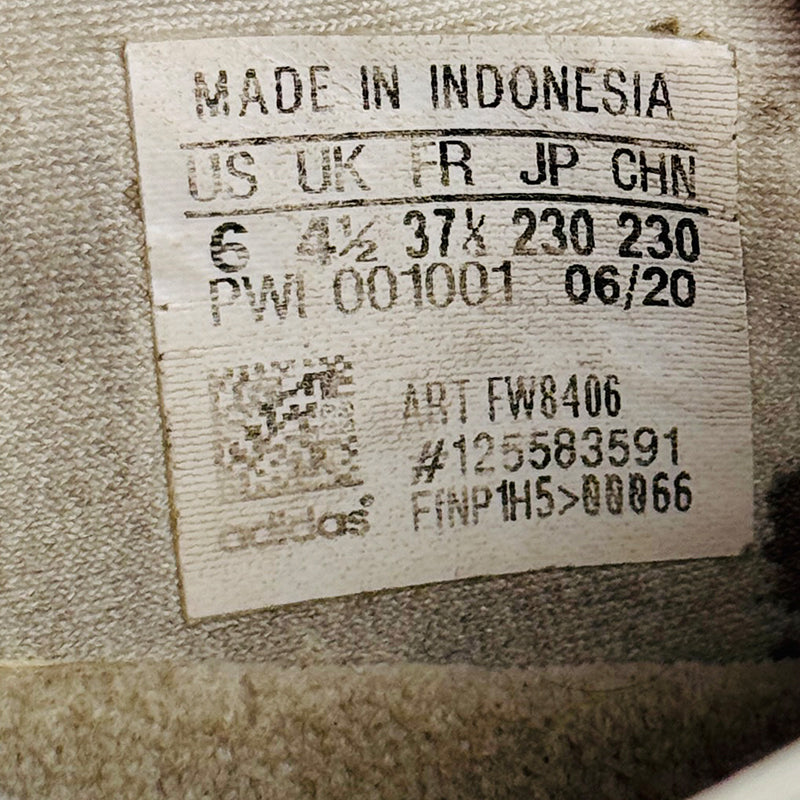 MADE IN INDONESIA
US UK FR JP CHN
6 4½ 37⅓ 230 230
PWI 001001 06/20
ART FW8406
#125583591
FINP1H5>00066
adidas®